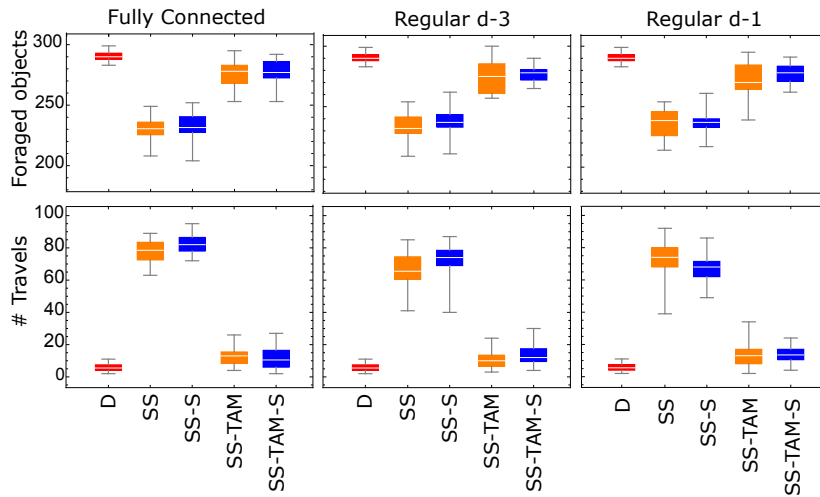 Fully Connected
Regular d-3
Regular d-1
Foraged objects
300
250
200
# Travels
100
80
60
40
20
0
D
SS
SS-S
SS-TAM
SS-TAM-S
D
SS
SS-S
SS-TAM
SS-TAM-S
D
SS
SS-S
SS-TAM
SS-TAM-S